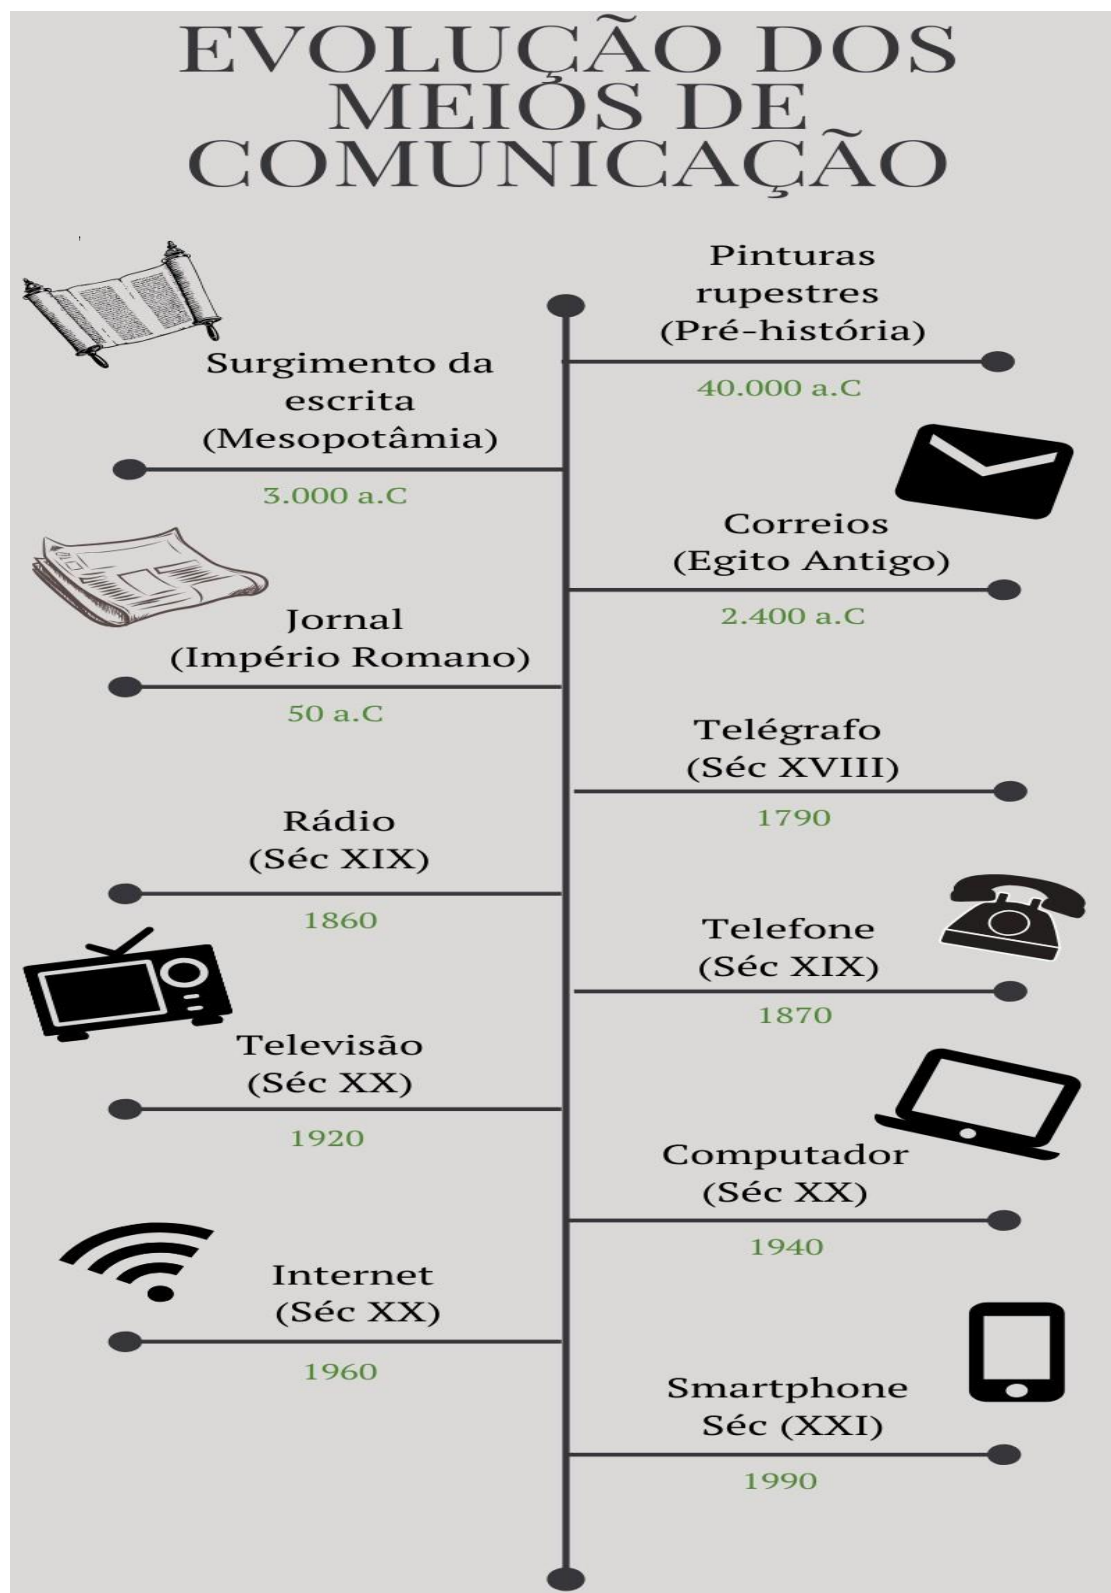 EVOLUÇÃO DOS
MEIOS DE
COMUNICAÇÃO
Pinturas
rupestres
(Pré-história)
40.000 a.C
Surgimento da
escrita
(Mesopotâmia)
3.000 a.C
Correios
(Egito Antigo)
2.400 a.C
Jornal
(Império Romano)
50 a.C
Telégrafo
(Séc XVIII)
1790
Rádio
(Séc XIX)
1860
Telefone
(Séc XIX)
1870
Televisão
(Séc XX)
1920
Computador
(Séc XX)
1940
Internet
(Séc XX)
1960
Smartphone
Séc (XXI)
1990